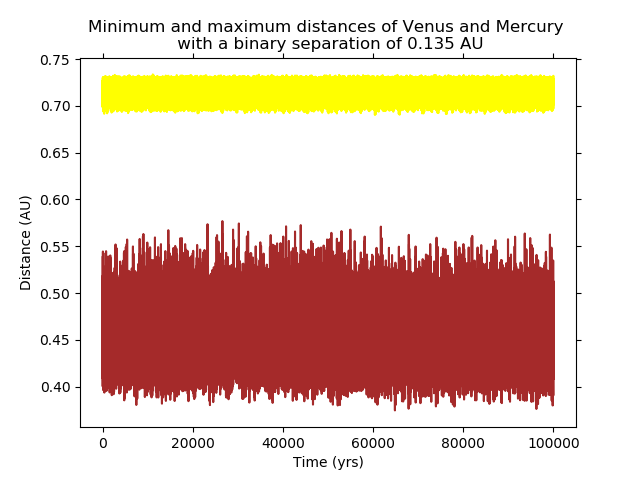 Minimum and maximum distances of Venus and Mercury
with a binary separation of 0.135 AU
0.75
0.70
0.65
0.60
0.55
0.50
0.45
0.40
Distance (AU)
0 20000 40000 60000 80000 100000
Time (yrs)